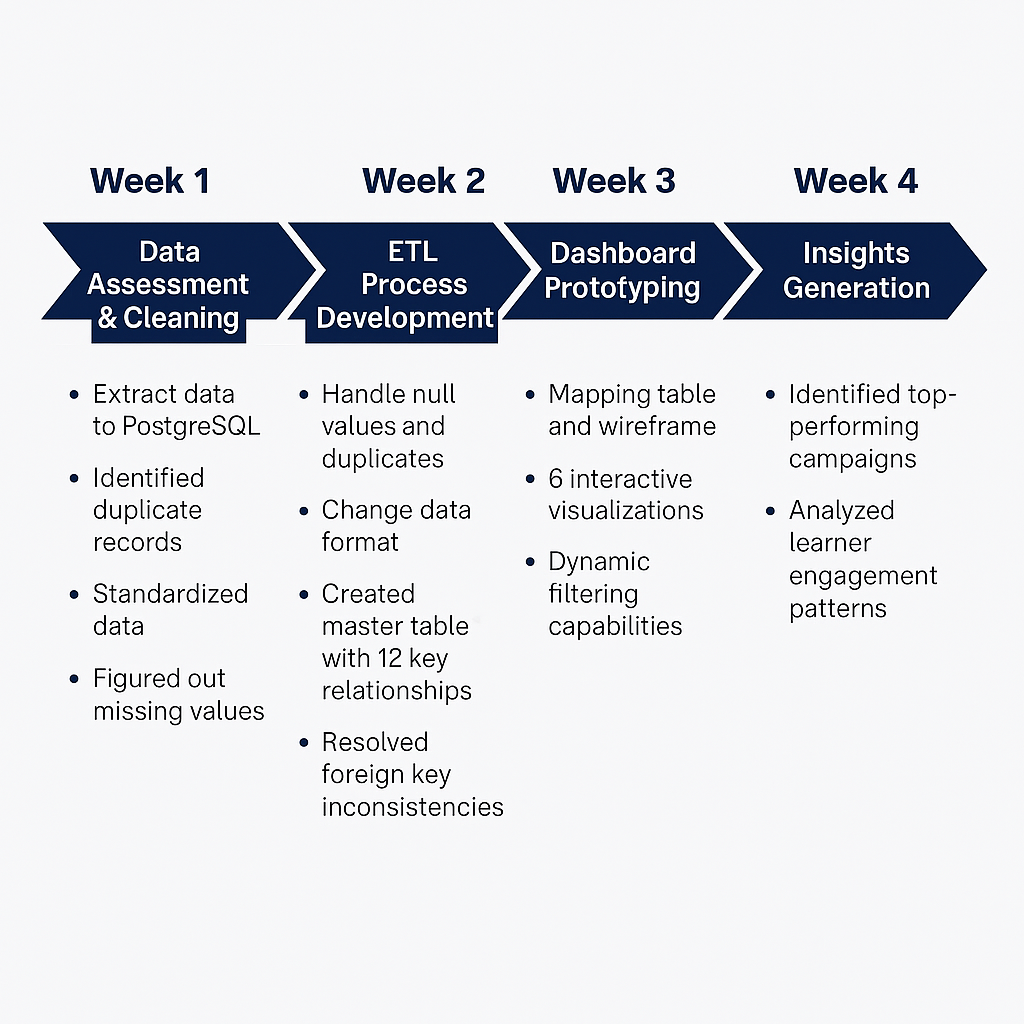 Week 1
Data
Assessment
& Cleaning
• Extract data
to PostgreSQL
• Identified
duplicate
records
• Standardized
data
• Figured out
missing values
Week 2
ETL
Process
Development
• Handle null
values and
duplicates
• Change data
format
• Created
master table
with 12 key
relationships
• Resolved
foreign key
inconsistencies
Week 3
Dashboard
Prototyping
• Mapping table
and wireframe
• 6 interactive
visualizations
• Dynamic
filtering
capabilities
Week 4
Insights
Generation
• Identified top-
performing
campaigns
• Analyzed
learner
engagement
patterns